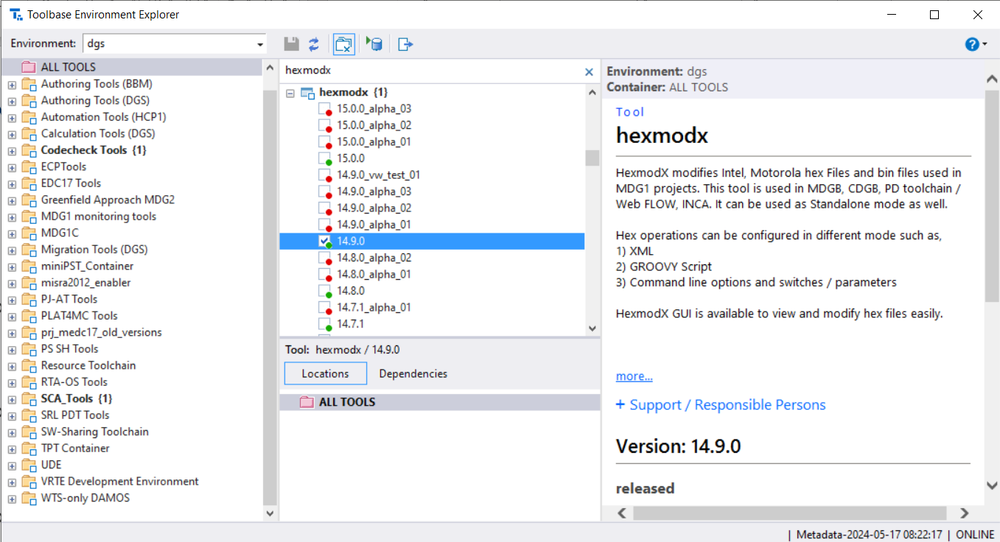 Toolbase Environment Explorer
Environment: dgs
ALL TOOLS
Authoring Tools (BBM)
Authoring Tools (DGS)
Automation Tools (HCP1)
Calculation Tools (DGS)
Codecheck Tools {1}
ECPTools
EDC17 Tools
Greenfield Approach MDG2
MDG1 monitoring tools
MDG1C
Migration Tools (DGS)
miniPST_Container
misra2012_enabler
PJ-AT Tools
PLAT4MC Tools
prj_medc17_old_versions
PS SH Tools
Resource Toolchain
RTA-OS Tools
SCA_Tools {1}
SRL PDT Tools
SW-Sharing Toolchain
TPT Container
UDE
VRTE Development Environment
WTS-only DAMOS
hexmodx
hexmodx {1}
15.0.0_alpha_03
15.0.0_alpha_02
15.0.0_alpha_01
15.0.0
14.9.0_vw_test_01
14.9.0_alpha_03
14.9.0_alpha_02
14.9.0_alpha_01
14.9.0
14.8.0_alpha_02
14.8.0_alpha_01
14.8.0
14.7.1_alpha_01
14.7.1
Tool: hexmodx / 14.9.0
Locations Dependencies
ALL TOOLS
Environment: dgs
Container: ALL TOOLS
Tool
hexmodx
HexmodX modifies Intel, Motorola hex Files and bin files used in
MDG1 projects. This tool is used in MDGB, CDGB, PD toolchain /
Web FLOW, INCA. It can be used as Standalone mode as well.
Hex operations can be configured in different mode such as,
1) XML
2) GROOVY Script
3) Command line options and switches / parameters
HexmodX GUI is available to view and modify hex files easily.
more...
+ Support / Responsible Persons
Version: 14.9.0
released
| Metadata-2024-05-17 08:22:17 | ONLINE